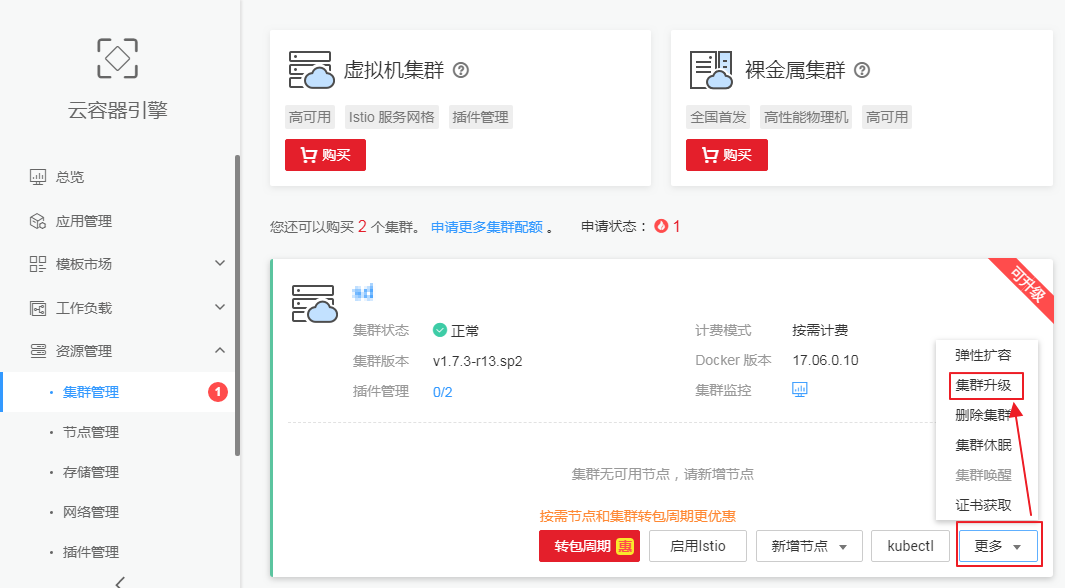 云容器引擎
总览
应用管理
模板市场
工作负载
资源管理
集群管理 1
节点管理
存储管理
网络管理
插件管理
虚拟机集群 ?
高可用 Istio 服务网格 插件管理
购买
裸金属集群 ?
全国首发 高性能物理机 高可用
购买
您还可以购买 2 个集群。 申请更多集群配额 。 申请状态： 1
可升级
集群状态 正常
集群版本 v1.7.3-r13.sp2
插件管理 0/2
计费模式 按需计费
Docker 版本 17.06.0.10
集群监控
弹性扩容
集群升级
删除集群
集群休眠
集群唤醒
证书获取
集群无可用节点，请新增节点
按需节点和集群转包周期更优惠
转包周期 惠 启用Istio 新增节点 kubectl 更多